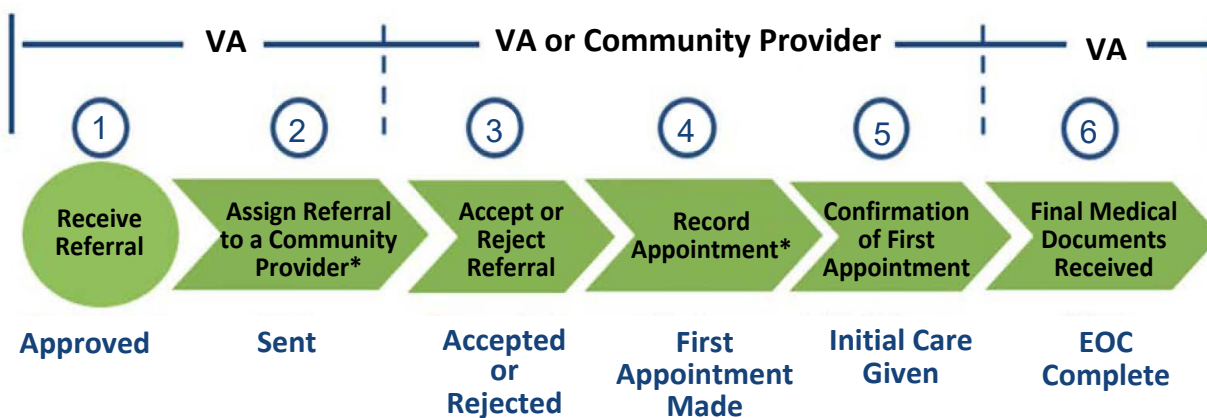 VA
VA or Community Provider
VA
1
2
3
4
5
6
Receive
Referral
Assign Referral
to a Community
Provider*
Accept or
Reject
Referral
Record
Appointment*
Confirmation
of First
Appointment
Final Medical
Documents
Received
Approved
Sent
Accepted
or
Rejected
First
Appointment
Made
Initial Care
Given
EOC
Complete